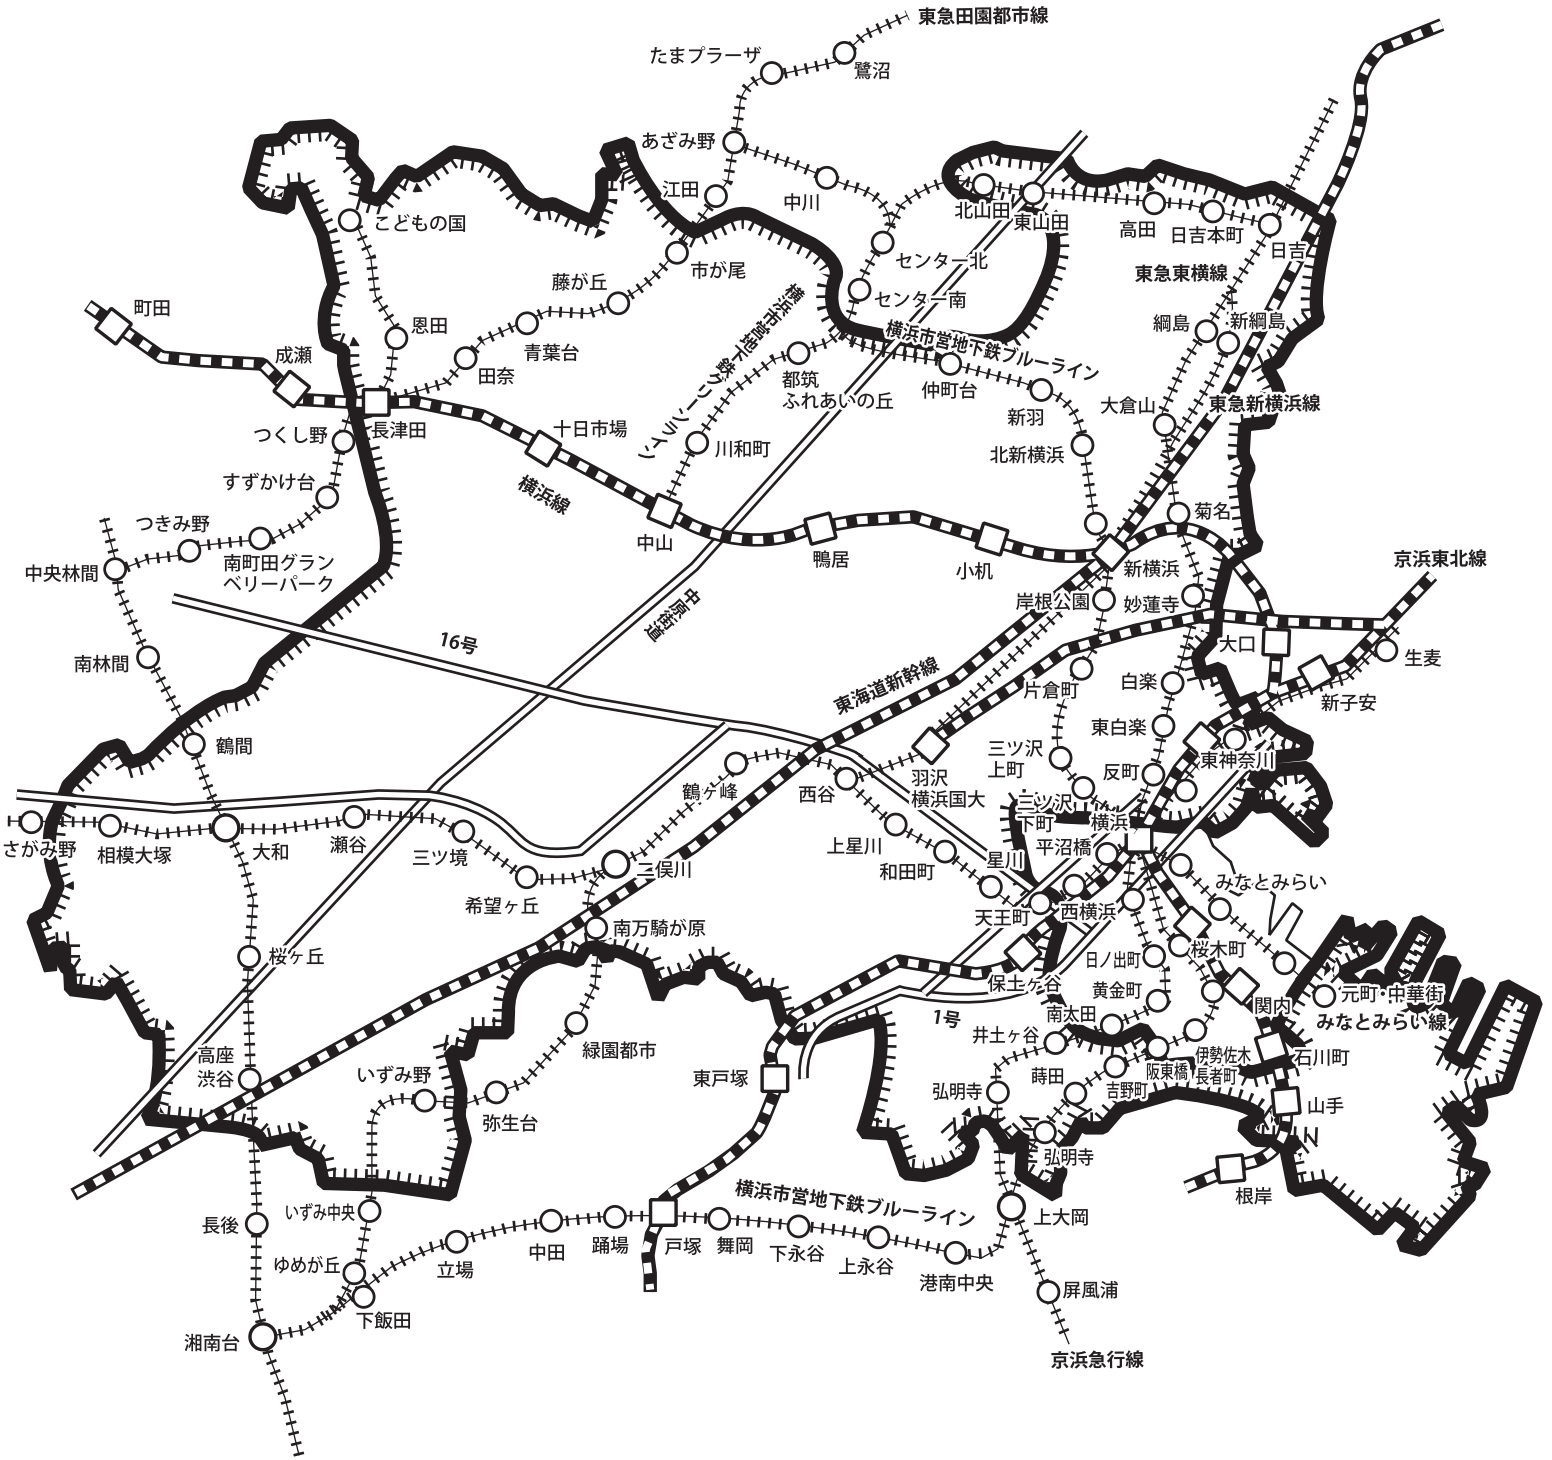 東急田園都市線
たまプラーザ
鷺沼
あざみ野
江田
中川
北山田
東山田
高田
日吉本町
日吉
こどもの国
市が尾
センター北
東急東横線
藤が丘
センター南
町田
恩田
青葉台
横浜市営地下鉄グリーンライン
横浜市営地下鉄ブルーライン
綱島
新綱島
成瀬
田奈
都筑
ふれあいの丘
仲町台
新羽
大倉山
東急新横浜線
つくし野
長津田
十日市場
川和町
北新横浜
すずかけ台
横浜線
つきみ野
菊名
中山
鴨居
小机
新横浜
京浜東北線
中央林間
南町田グラン
ベリーパーク
岸根公園
妙蓮寺
中原街道
16号
大口
生麦
南林間
東海道新幹線
片倉町
白楽
新子安
鶴間
東白楽
三ツ沢
上町
反町
東神奈川
鶴ヶ峰
西谷
羽沢
横浜国大
三ツ沢
下町
横浜
さがみ野
相模大塚
大和
瀬谷
三ツ境
二俣川
上星川
和田町
星川
平沼橋
みなとみらい
希望ヶ丘
天王町
西横浜
南万騎が原
桜ヶ丘
日ノ出町
桜木町
保土ヶ谷
黄金町
関内
元町・中華街
みなとみらい線
1号
南太田
井土ヶ谷
緑園都市
高座
渋谷
いずみ野
東戸塚
蒔田
阪東橋
伊勢佐木
長者町
石川町
弥生台
弘明寺
吉野町
山手
弘明寺
根岸
横浜市営地下鉄ブルーライン
長後
いずみ中央
上大岡
中田
踊場
戸塚
舞岡
下永谷
上永谷
港南中央
ゆめが丘
立場
屏風浦
下飯田
湘南台
京浜急行線